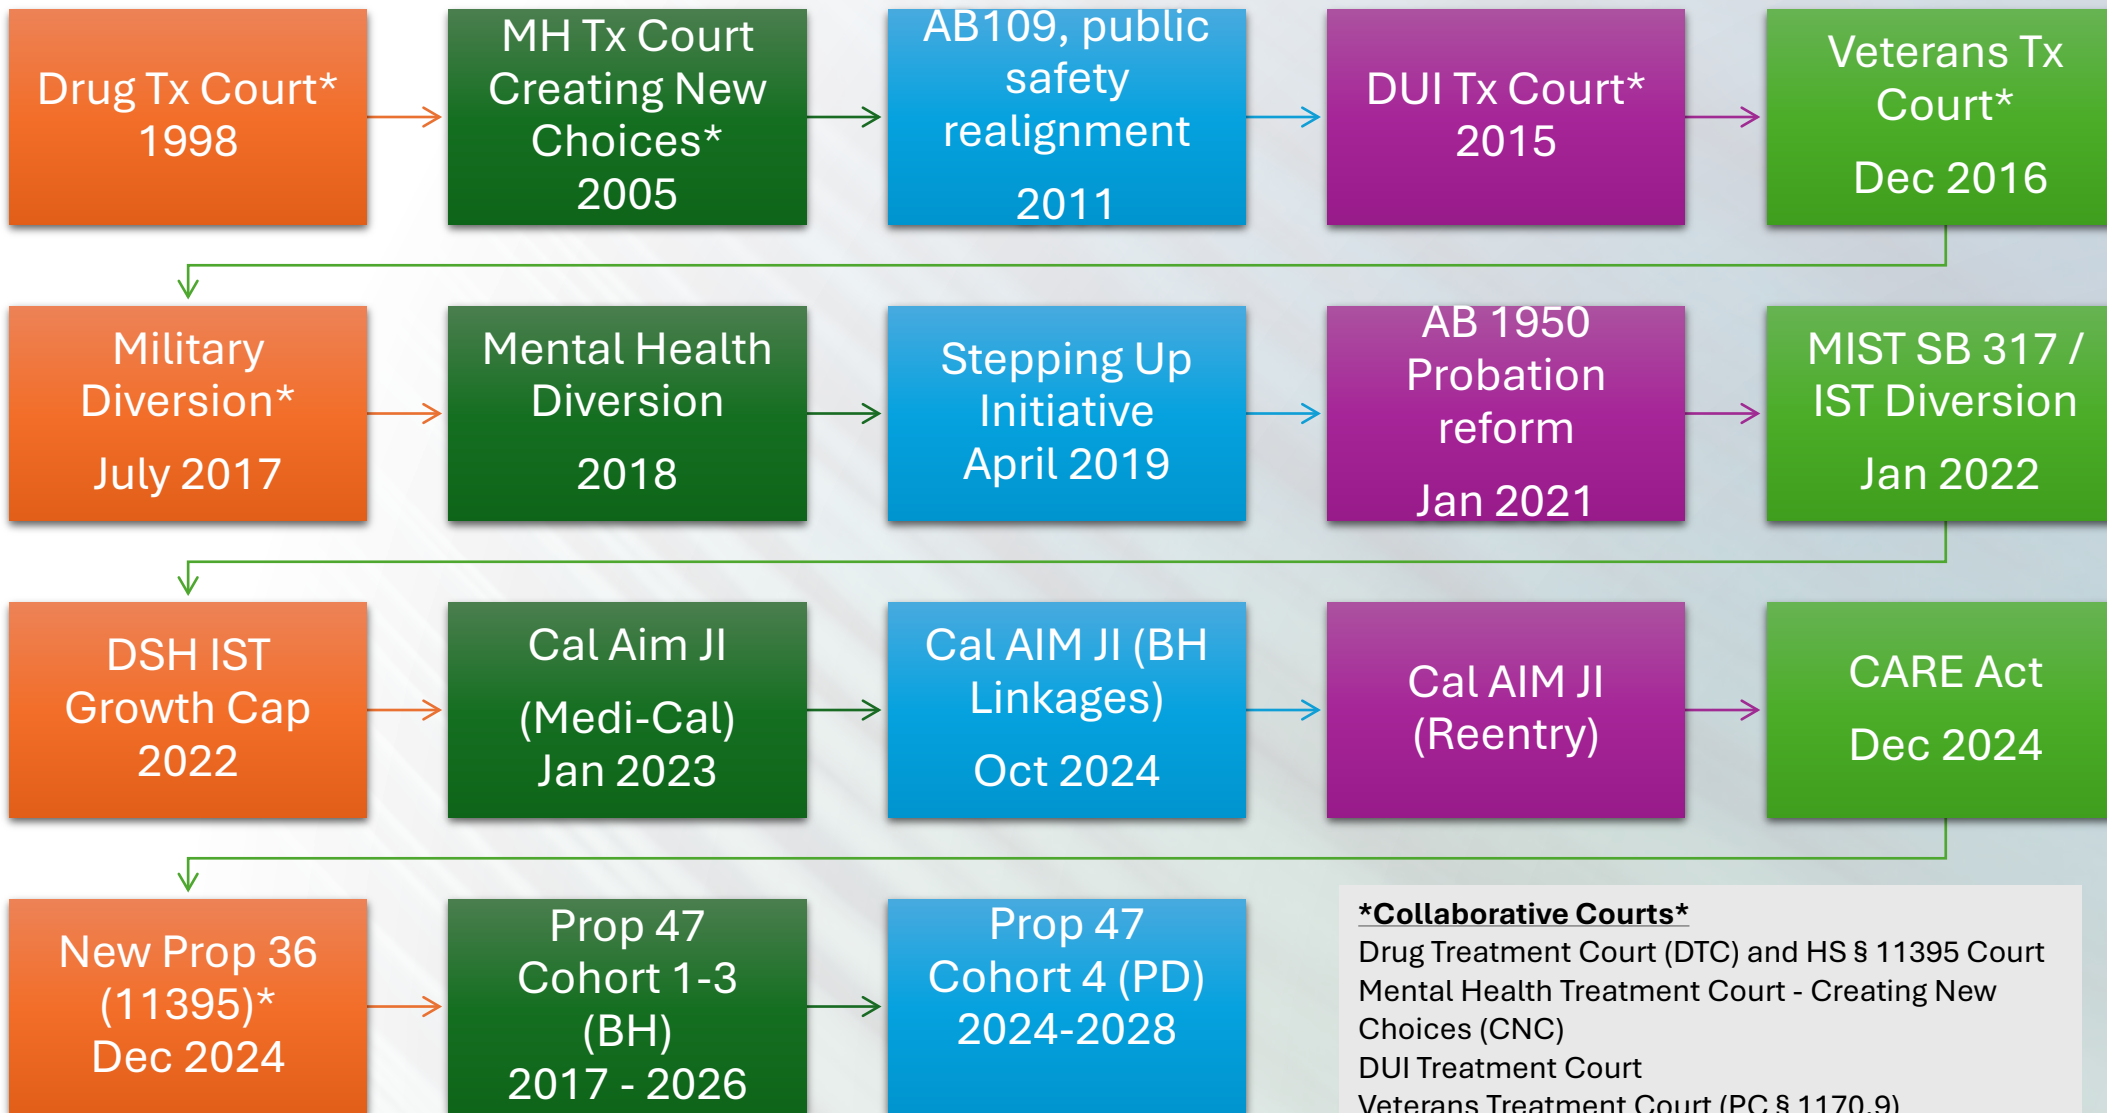 Drug Tx Court*
1998
MH Tx Court
Creating New
Choices*
2005
AB109, public
safety
realignment
2011
DUI Tx Court*
2015
Veterans Tx
Court*
Dec 2016
Military
Diversion*
July 2017
Mental Health
Diversion
2018
Stepping Up
Initiative
April 2019
AB 1950
Probation
reform
Jan 2021
MIST SB 317 /
IST Diversion
Jan 2022
DSH IST
Growth Cap
2022
Cal Aim JI
(Medi-Cal)
Jan 2023
Cal AIM JI (BH
Linkages)
Oct 2024
Cal AIM JI
(Reentry)
CARE Act
Dec 2024
New Prop 36
(11395)*
Dec 2024
Prop 47
Cohort 1-3
(BH)
2017 - 2026
Prop 47
Cohort 4 (PD)
2024-2028
*Collaborative Courts*
Drug Treatment Court (DTC) and HS § 11395 Court
Mental Health Treatment Court - Creating New
Choices (CNC)
DUI Treatment Court
Veterans Treatment Court (PC § 1170.9)